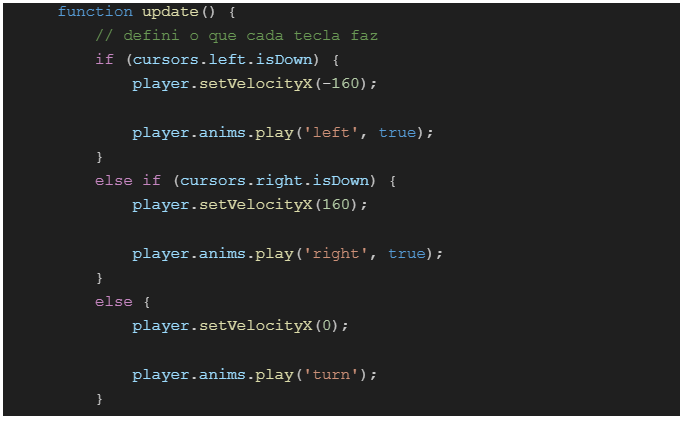 function update() {
// defini o que cada tecla faz
if (cursors.left.isDown) {
player.setVelocityX(-160);
player.anims.play('left', true);
}
else if (cursors.right.isDown) {
player.setVelocityX(160);
player.anims.play('right', true);
}
else {
player.setVelocityX(0);
player.anims.play('turn');
}